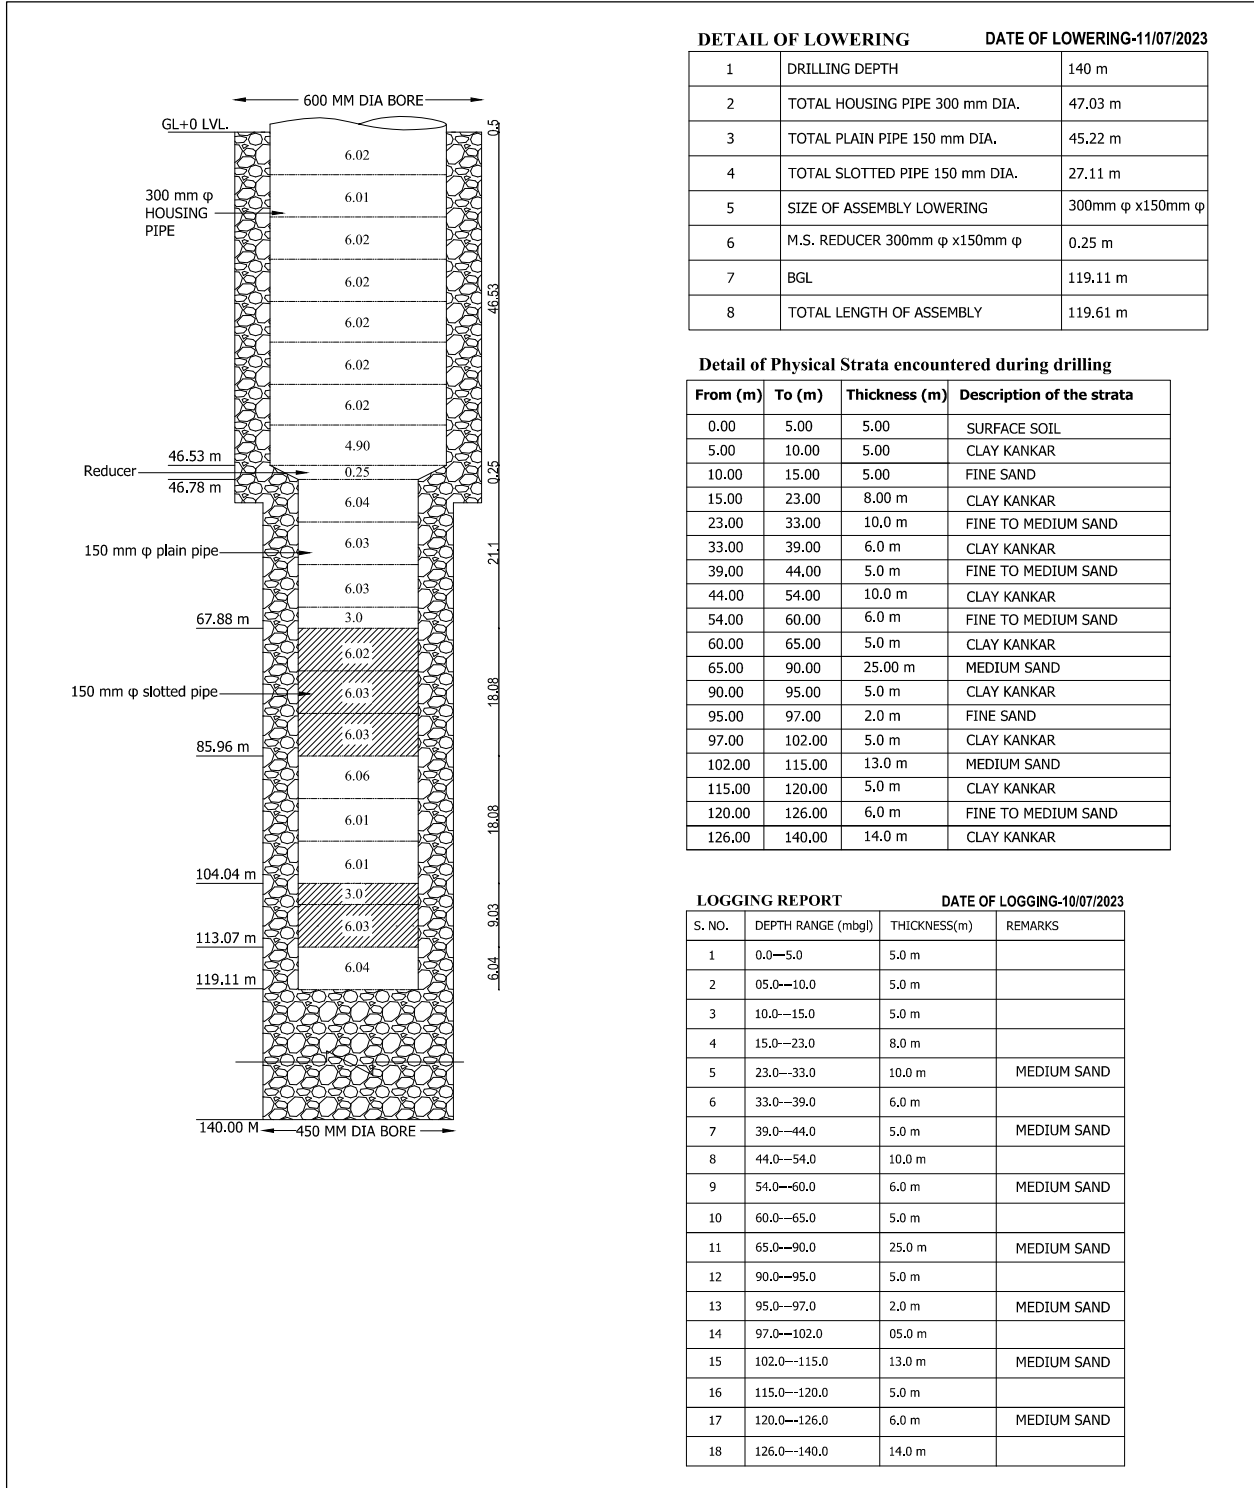 600 MM DIA BORE
GL+0 LVL.
0.5
6.02
300 mm φ
HOUSING
PIPE
6.01
6.02
6.02
46.53
6.02
6.02
6.02
4.90
46.53 m
Reducer
0.25
0.25
46.78 m
6.04
150 mm φ plain pipe
6.03
21.1
6.03
67.88 m
3.0
6.02
150 mm φ slotted pipe
6.03
18.08
6.03
85.96 m
6.06
6.01
18.08
6.01
104.04 m
3.0
6.03
9.03
113.07 m
6.04
6.04
119.11 m
140.00 M
450 MM DIA BORE
DETAIL OF LOWERING DATE OF LOWERING-11/07/2023
1 DRILLING DEPTH 140 m
2 TOTAL HOUSING PIPE 300 mm DIA. 47.03 m
3 TOTAL PLAIN PIPE 150 mm DIA. 45.22 m
4 TOTAL SLOTTED PIPE 150 mm DIA. 27.11 m
5 SIZE OF ASSEMBLY LOWERING 300mm φ x150mm φ
6 M.S. REDUCER 300mm φ x150mm φ 0.25 m
7 BGL 119.11 m
8 TOTAL LENGTH OF ASSEMBLY 119.61 m
Detail of Physical Strata encountered during drilling
From (m) To (m) Thickness (m) Description of the strata
0.00 5.00 5.00 SURFACE SOIL
5.00 10.00 5.00 CLAY KANKAR
10.00 15.00 5.00 FINE SAND
15.00 23.00 8.00 m CLAY KANKAR
23.00 33.00 10.0 m FINE TO MEDIUM SAND
33.00 39.00 6.0 m CLAY KANKAR
39.00 44.00 5.0 m FINE TO MEDIUM SAND
44.00 54.00 10.0 m CLAY KANKAR
54.00 60.00 6.0 m FINE TO MEDIUM SAND
60.00 65.00 5.0 m CLAY KANKAR
65.00 90.00 25.00 m MEDIUM SAND
90.00 95.00 5.0 m CLAY KANKAR
95.00 97.00 2.0 m FINE SAND
97.00 102.00 5.0 m CLAY KANKAR
102.00 115.00 13.0 m MEDIUM SAND
115.00 120.00 5.0 m CLAY KANKAR
120.00 126.00 6.0 m FINE TO MEDIUM SAND
126.00 140.00 14.0 m CLAY KANKAR
LOGGING REPORT DATE OF LOGGING-10/07/2023
S. NO. DEPTH RANGE (mbgl) THICKNESS(m) REMARKS
1 0.0---5.0 5.0 m
2 05.0---10.0 5.0 m
3 10.0---15.0 5.0 m
4 15.0---23.0 8.0 m
5 23.0---33.0 10.0 m MEDIUM SAND
6 33.0---39.0 6.0 m
7 39.0---44.0 5.0 m MEDIUM SAND
8 44.0---54.0 10.0 m
9 54.0---60.0 6.0 m MEDIUM SAND
10 60.0---65.0 5.0 m
11 65.0---90.0 25.0 m MEDIUM SAND
12 90.0---95.0 5.0 m
13 95.0---97.0 2.0 m MEDIUM SAND
14 97.0---102.0 05.0 m
15 102.0---115.0 13.0 m MEDIUM SAND
16 115.0---120.0 5.0 m
17 120.0---126.0 6.0 m MEDIUM SAND
18 126.0---140.0 14.0 m